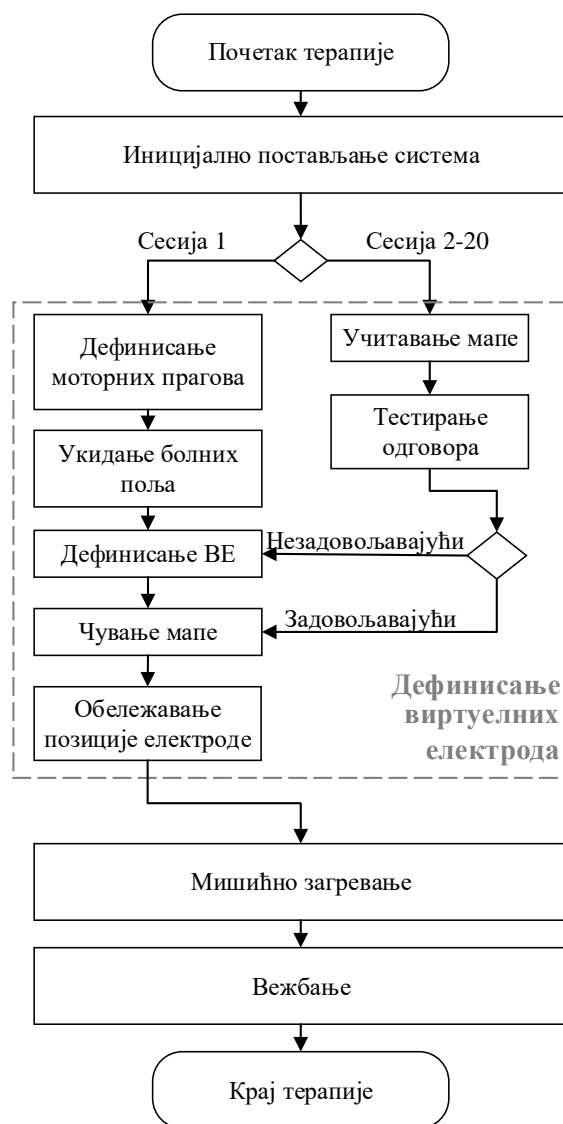 Почетак терапије
Иницијално постављање система
Сесија 1
Сесија 2-20
Дефинисање
моторних прагова
Учитавање мапе
Тестирање
одговора
Укидање болних
поља
Дефинисање ВЕ
Незадовољавајући
Чување мапе
Задовољавајући
Обележавање
позиције електроде
Дефинисање
виртуелних
електрода
Мишићно загревање
Вежбање
Крај терапије